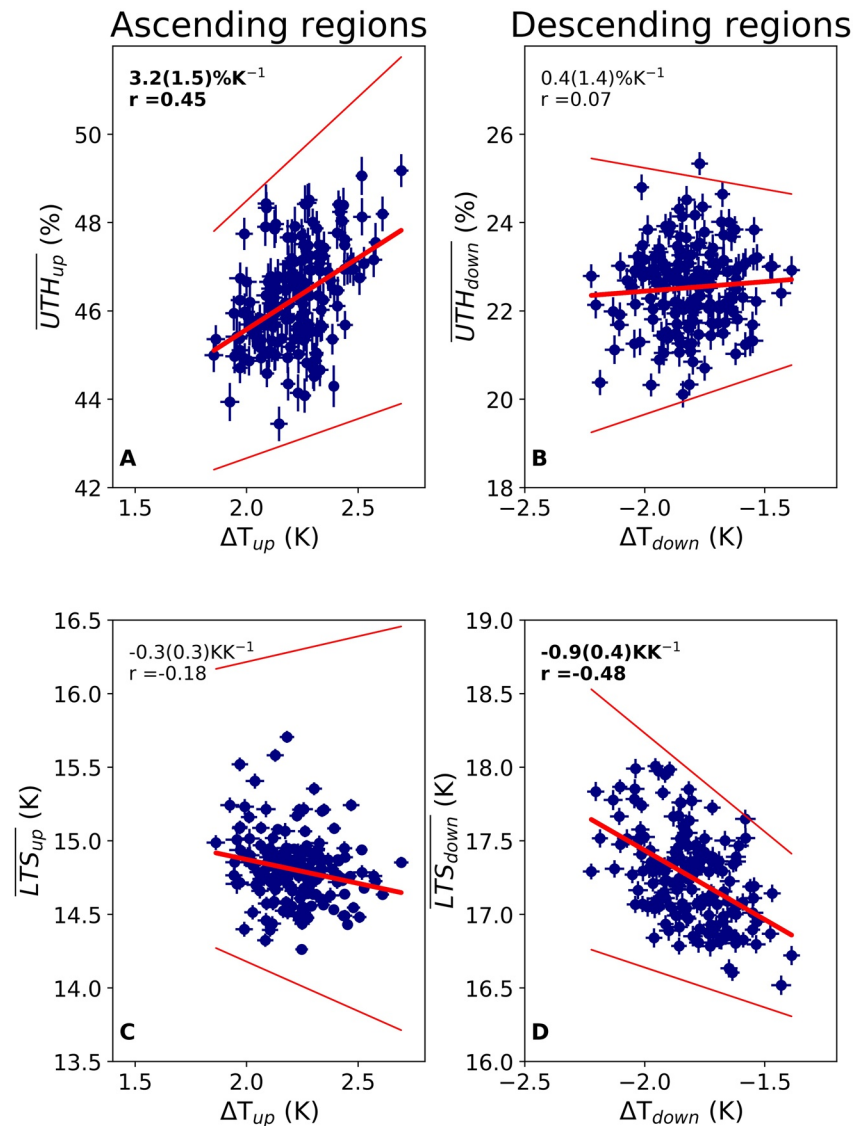 Ascending regions
Descending regions
3.2(1.5)%K⁻¹
r =0.45
50
48
46
44
42
UTH_up (%)
A
1.5
2.0
2.5
ΔT_up (K)
0.4(1.4)%K⁻¹
r =0.07
26
24
22
20
18
UTH_down (%)
B
−2.5
−2.0
−1.5
ΔT_down (K)
-0.3(0.3)KK⁻¹
r =-0.18
16.5
16.0
15.5
15.0
14.5
14.0
13.5
LTS_up (K)
C
1.5
2.0
2.5
ΔT_up (K)
-0.9(0.4)KK⁻¹
r =-0.48
19.0
18.5
18.0
17.5
17.0
16.5
16.0
LTS_down (K)
D
−2.5
−2.0
−1.5
ΔT_down (K)